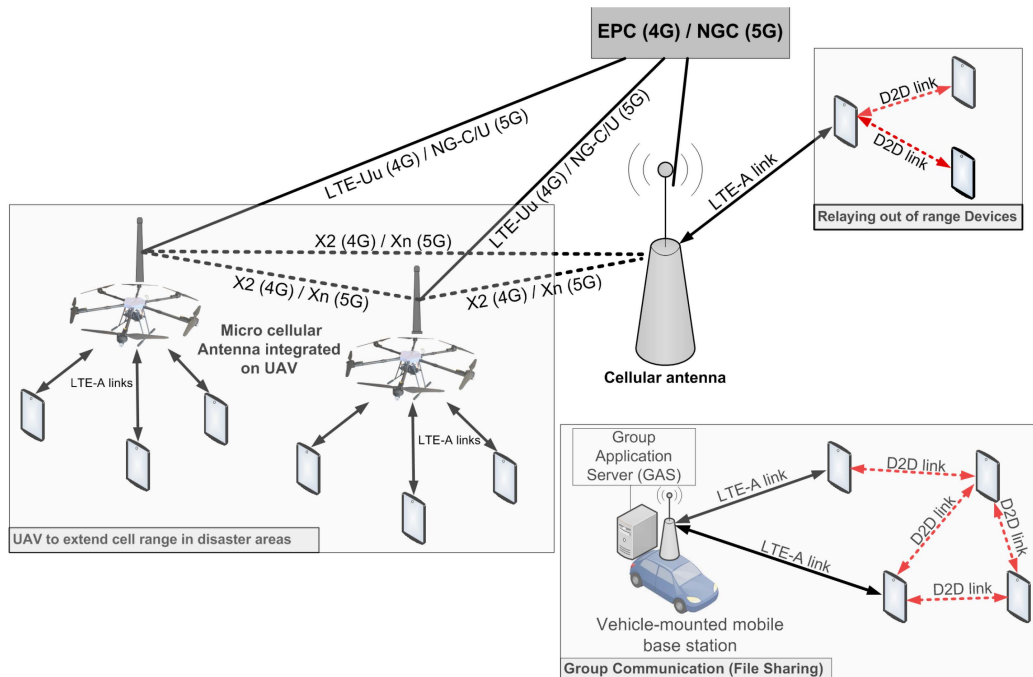 EPC (4G) / NGC (5G)
LTE-Uu (4G) / NG-C/U (5G)
LTE-Uu (4G) / NG-C/U (5G)
D2D link
D2D link
LTE-A link
Relaying out of range Devices
X2 (4G) / Xn (5G)
X2 (4G) / Xn (5G)
X2 (4G) / Xn (5G)
Micro cellular
Antenna integrated
on UAV
LTE-A links
LTE-A links
UAV to extend cell range in disaster areas
Cellular antenna
Group
Application
Server (GAS)
LTE-A link
LTE-A link
D2D link
D2D link
D2D link
D2D link
Vehicle-mounted mobile
base station
Group Communication (File Sharing)